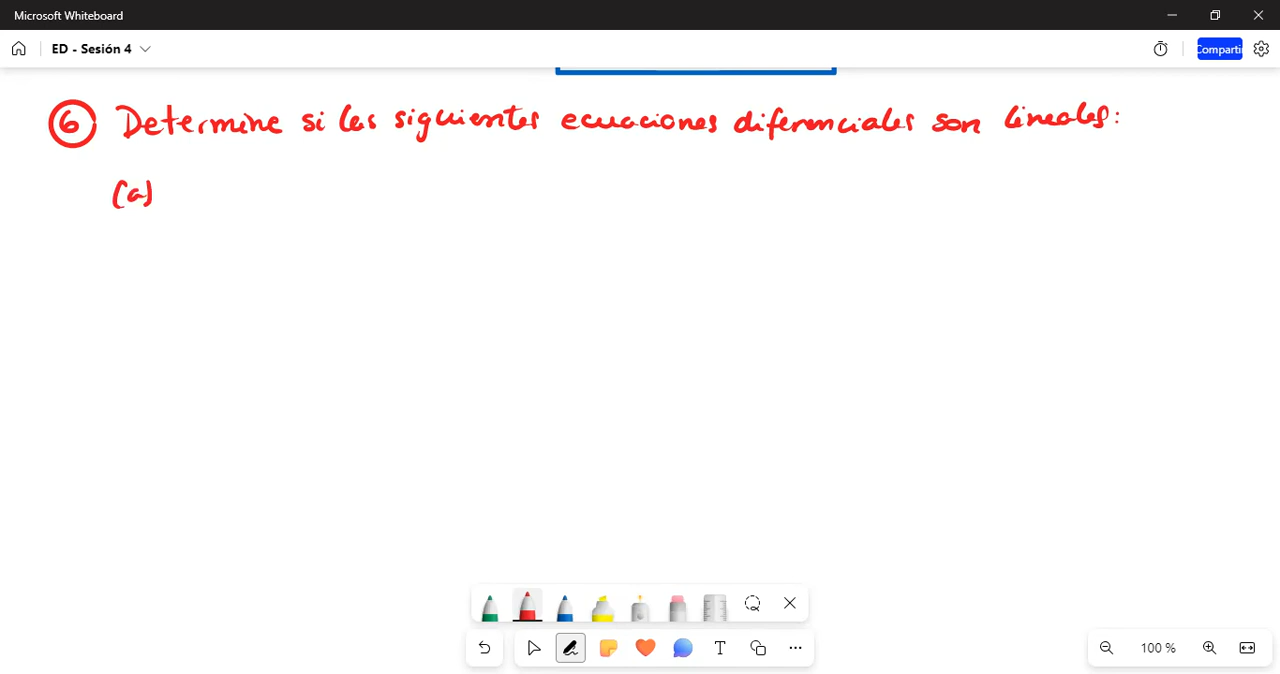 Microsoft Whiteboard
ED - Sesión 4
Comparti
6 Determine si las siguientes ecuaciones diferenciales son lineales:
(a)
T
100 %